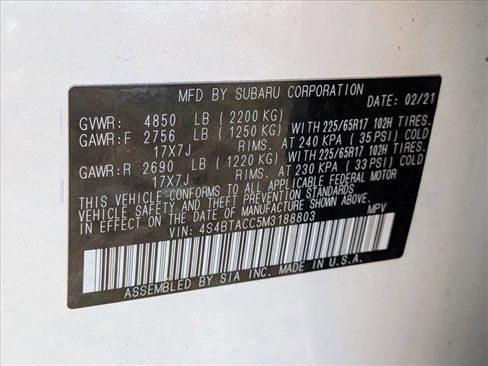 MFD BY SUBARU CORPORATION
DATE: 02/21
GVWR: 4850 LB (2200 KG)
GAWR:F 2756 LB (1250 KG) WITH 225/65R17 102H TIRES.
17X7J RIMS. AT 240 KPA (35 PSI) COLD
GAWR:R 2690 LB (1220 KG) WITH 225/65R17 102H TIRES.
17X7J RIMS. AT 230 KPA (33 PSI) COLD
THIS VEHICLE CONFORMS TO ALL APPLICABLE FEDERAL MOTOR
VEHICLE SAFETY AND THEFT PREVENTION STANDARDS
IN EFFECT ON THE DATE OF MANUFACTURE SHOWN ABOVE.
VIN: 4S4BTACC5M3188803 MPV
ASSEMBLED BY SIA INC. MADE IN U.S.A.